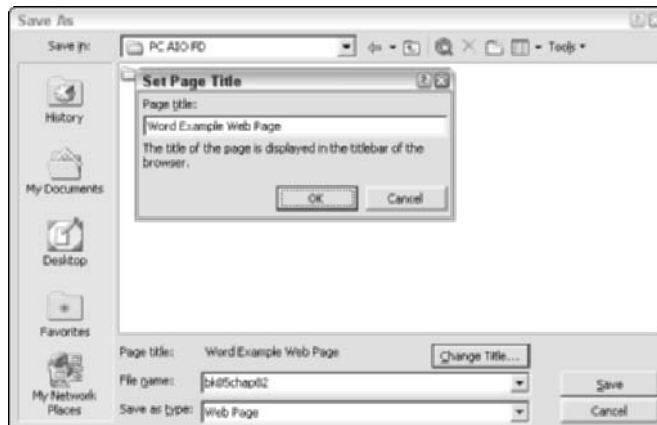 Save As
Save in: PC AIO FD Tools
History
My Documents
Desktop
Favorites
My Network Places
Set Page Title
Page title:
Word Example Web Page
The title of the page is displayed in the titlebar of the
browser.
OK Cancel
Page title: Word Example Web Page Change Title...
File name: bk05chap02 Save
Save as type: Web Page Cancel